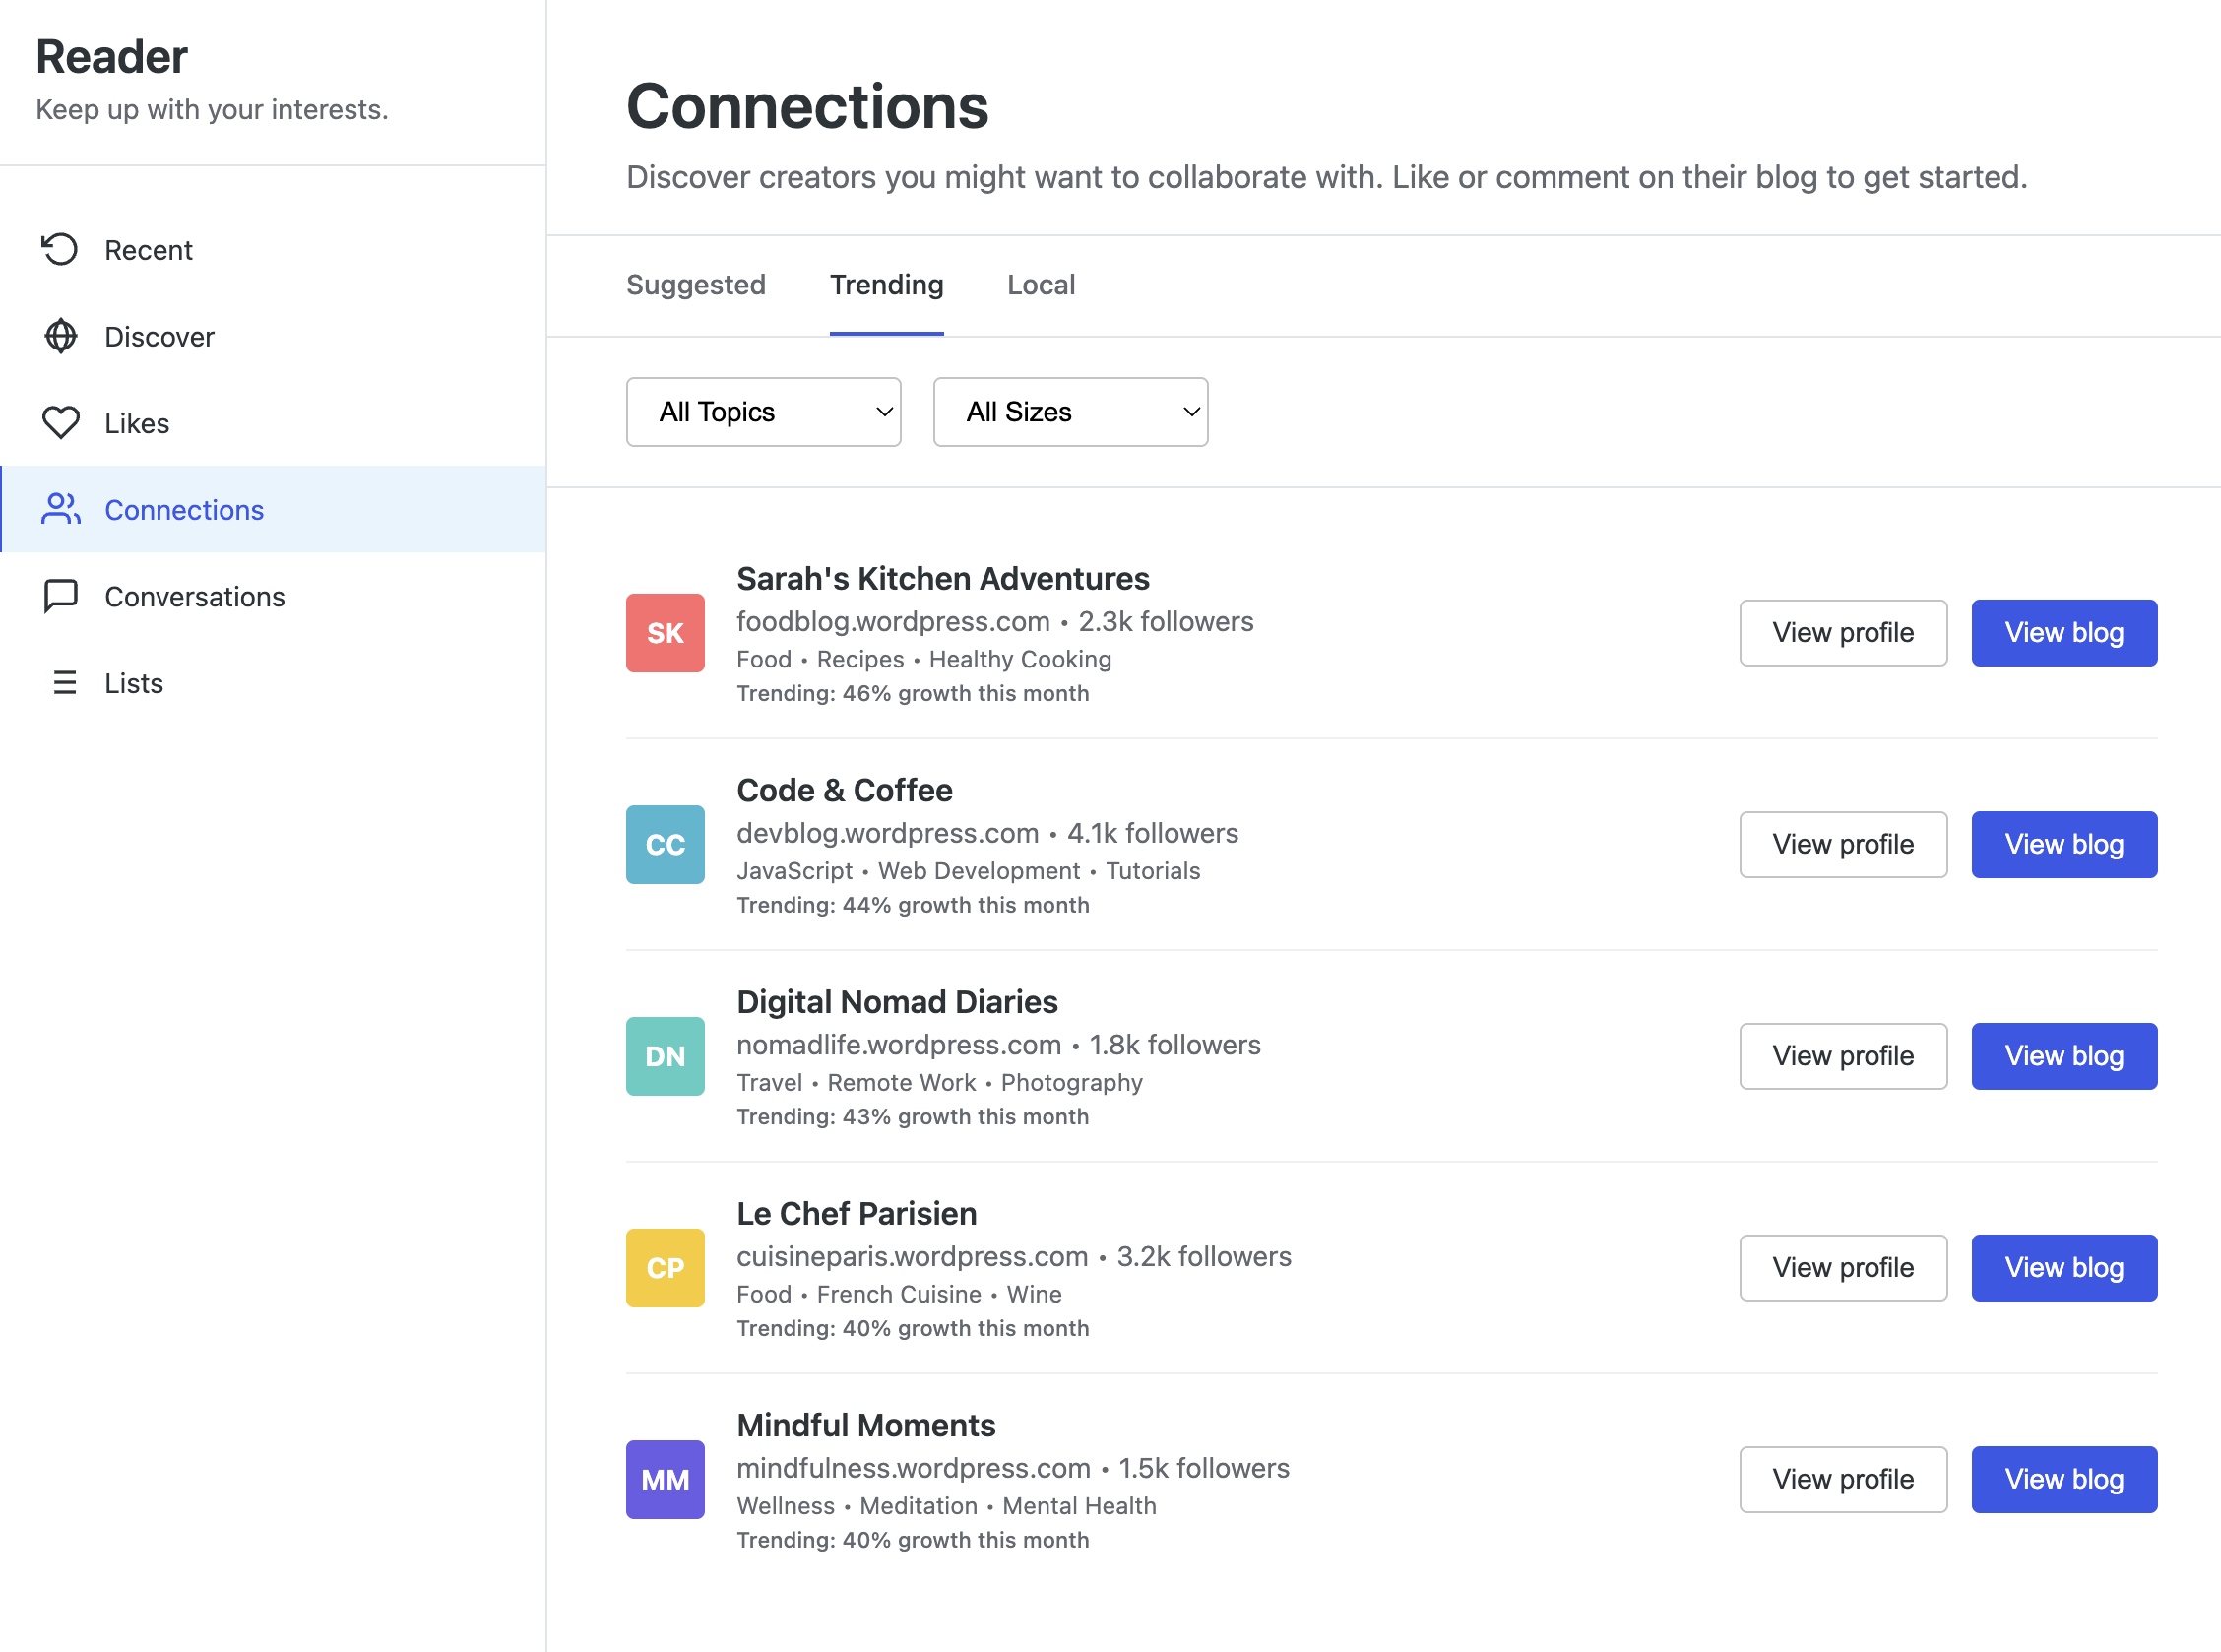 Reader
Keep up with your interests.
Recent
Discover
Likes
Connections
Conversations
Lists
Connections
Discover creators you might want to collaborate with. Like or comment on their blog to get started.
Suggested Trending Local
All Topics All Sizes
SK
Sarah's Kitchen Adventures
foodblog.wordpress.com • 2.3k followers
Food • Recipes • Healthy Cooking
Trending: 46% growth this month
View profile View blog
CC
Code & Coffee
devblog.wordpress.com • 4.1k followers
JavaScript • Web Development • Tutorials
Trending: 44% growth this month
View profile View blog
DN
Digital Nomad Diaries
nomadlife.wordpress.com • 1.8k followers
Travel • Remote Work • Photography
Trending: 43% growth this month
View profile View blog
CP
Le Chef Parisien
cuisineparis.wordpress.com • 3.2k followers
Food • French Cuisine • Wine
Trending: 40% growth this month
View profile View blog
MM
Mindful Moments
mindfulness.wordpress.com • 1.5k followers
Wellness • Meditation • Mental Health
Trending: 40% growth this month
View profile View blog